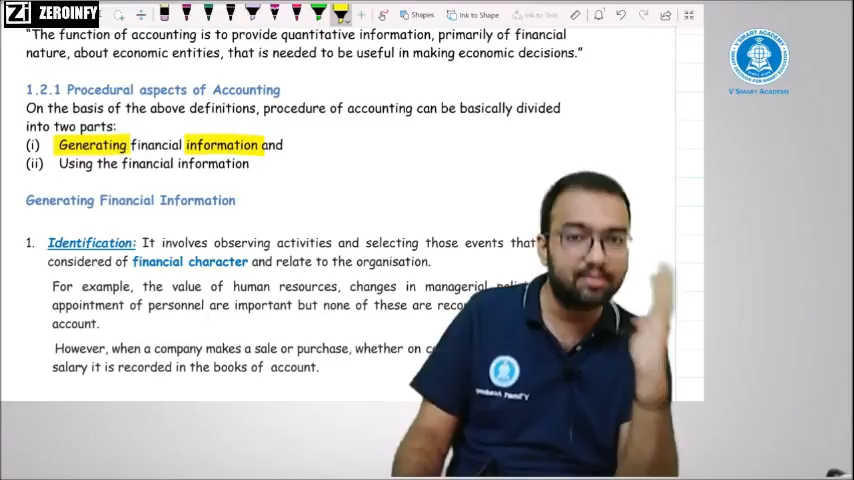 Zi ZEROINFY
Shapes Ink to Shape Ink to Text
"The function of accounting is to provide quantitative information, primarily of financial
nature, about economic entities, that is needed to be useful in making economic decisions."
V'SMART ACADEMY
1.2.1 Procedural aspects of Accounting
On the basis of the above definitions, procedure of accounting can be basically divided
into two parts:
(i) Generating financial information and
(ii) Using the financial information
Generating Financial Information
1. Identification: It involves observing activities and selecting those events that
considered of financial character and relate to the organisation.
For example, the value of human resources, changes in managerial
appointment of personnel are important but none of these are
account.
However, when a company makes a sale or purchase, whether on
salary it is recorded in the books of account.